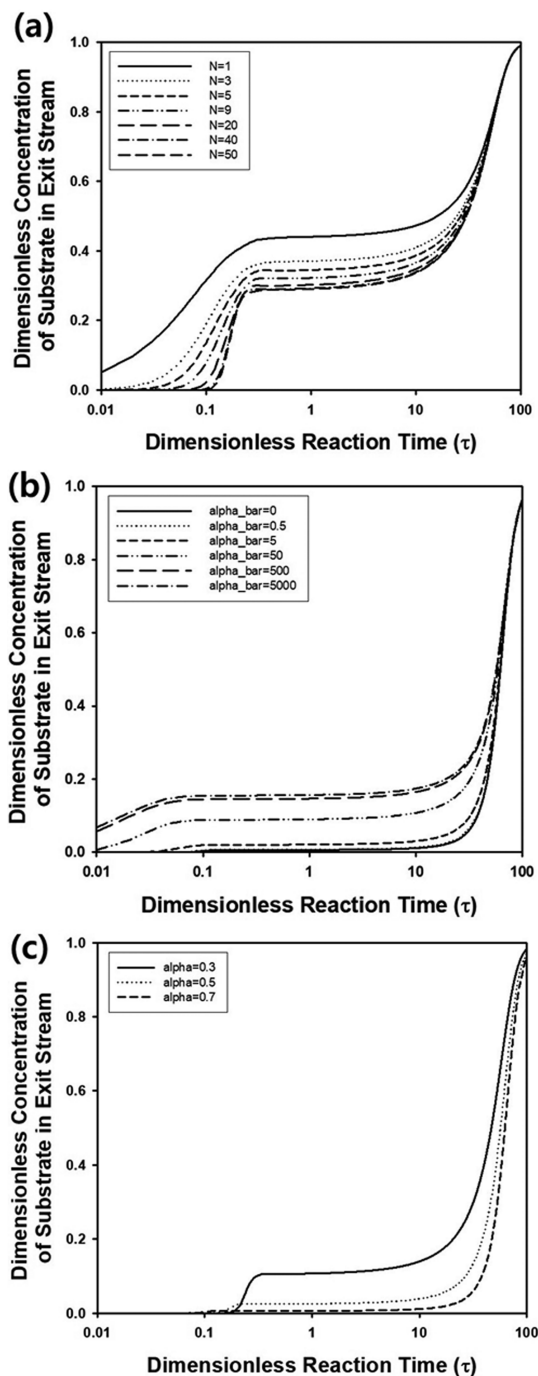 (a)
Dimensionless Concentration
of Substrate in Exit Stream
1.0
0.8
0.6
0.4
0.2
0.0
N=1
N=3
N=5
N=9
N=20
N=40
N=50
0.01 0.1 1 10 100
Dimensionless Reaction Time (τ)
(b)
Dimensionless Concentration
of Substrate in Exit Stream
1.0
0.8
0.6
0.4
0.2
0.0
alpha_bar=0
alpha_bar=0.5
alpha_bar=5
alpha_bar=50
alpha_bar=500
alpha_bar=5000
0.01 0.1 1 10 100
Dimensionless Reaction Time (τ)
(c)
Dimensionless Concentration
of Substrate in Exit Stream
1.0
0.8
0.6
0.4
0.2
0.0
alpha=0.3
alpha=0.5
alpha=0.7
0.01 0.1 1 10 100
Dimensionless Reaction Time (τ)